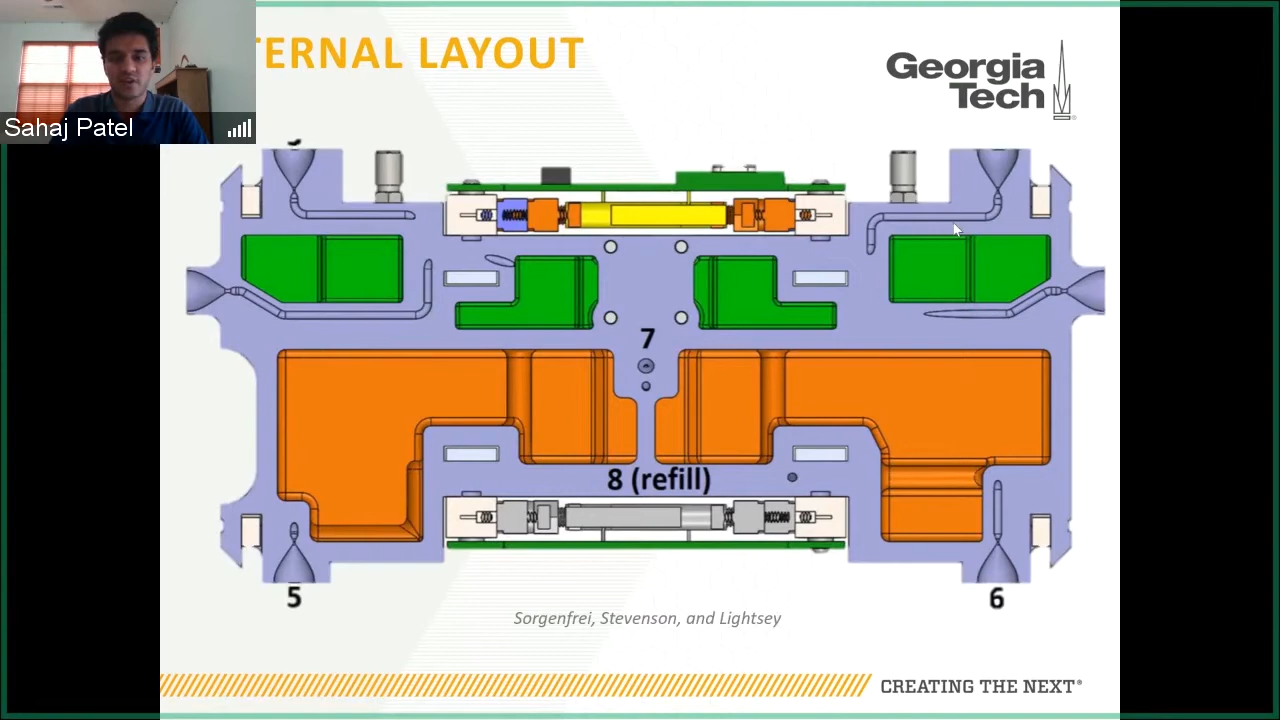 TERNAL LAYOUT
Georgia
Tech
Sahaj Patel
7
8 (refill)
5
6
Sorgenfrei, Stevenson, and Lightsey
CREATING THE NEXT®